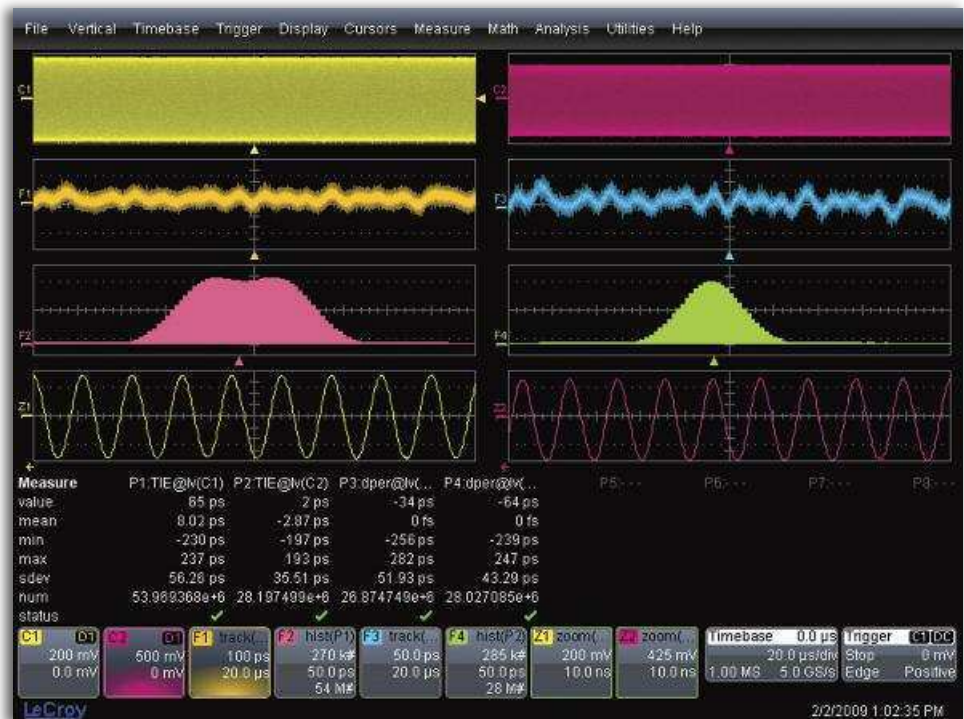 File Vertical Timebase Trigger Display Cursors Measure Math Analysis Utilities Help
C1 C2
F1 F3
F2 F4
Z1
Measure P1:TIE@lv(C1) P2:TIE@lv(C2) P3:dper@lv(... P4:dper@lv(... P5:--- P6:--- P7:--- P8:---
value 65 ps 2 ps -34 ps -64 ps
mean 8.02 ps -2.87 ps 0 fs 0 fs
min -230 ps -197 ps -256 ps -239 ps
max 237 ps 193 ps 282 ps 247 ps
sdev 56.28 ps 35.51 ps 51.93 ps 43.29 ps
num 53.969368e+6 28.197499e+6 26.874749e+6 28.027085e+6
status
C1 D1 C2 D1 F1 track(... F2 hist(P1) F3 track(... F4 hist(P2) Z1 zoom(... Z2 zoom(... Timebase 0.0 µs Trigger C1 DC
200 mV 500 mV 100 ps 270 k# 50.0 ps 285 k# 200 mV 425 mV 20.0 µs/div Stop 0 mV
0.0 mV 0 mV 20.0 µs 50.0 ps 20.0 µs 50.0 ps 10.0 ns 10.0 ns 1.00 MS 5.0 GS/s Edge Positive
54 M# 28 M#
LeCroy 2/2/2009 1:02:35 PM